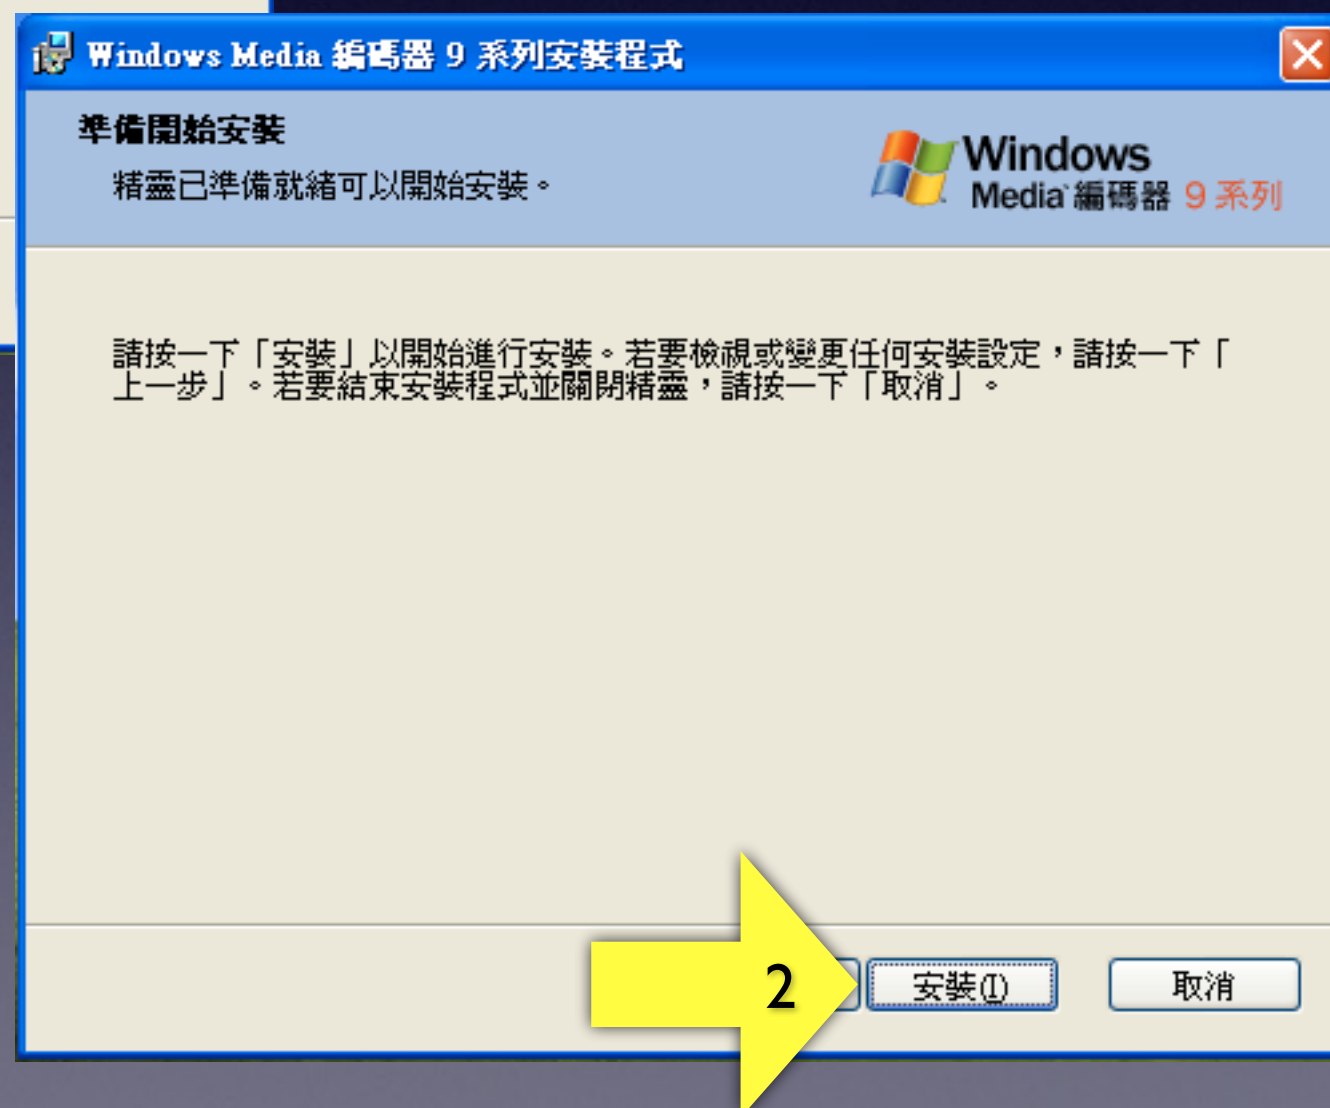 Windows Media 編碼器 9 系列安裝程式
準備開始安裝
精靈已準備就緒可以開始安裝。
Windows
Media 編碼器 9 系列
請按一下「安裝」以開始進行安裝。若要檢視或變更任何安裝設定，請按一下「
上一步」。若要結束安裝程式並關閉精靈，請按一下「取消」。
2
安裝(I)
取消